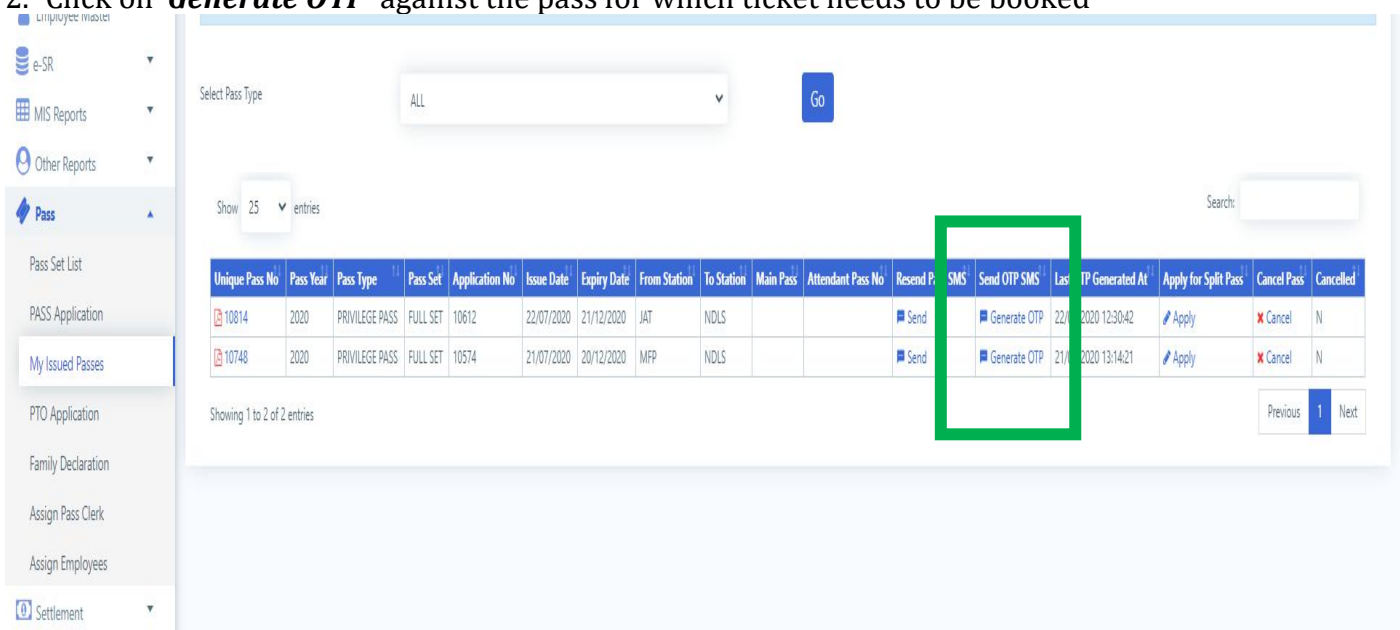 2. Click on "Generate OTP" against the pass for which ticket needs to be booked
Employee Master
e-SR
MIS Reports
Other Reports
Pass
Pass Set List
PASS Application
My Issued Passes
PTO Application
Family Declaration
Assign Pass Clerk
Assign Employees
Settlement
Select Pass Type ALL Go
Show 25 entries Search:
Unique Pass No Pass Year Pass Type Pass Set Application No Issue Date Expiry Date From Station To Station Main Pass Attendant Pass No Resend SMS Send OTP SMS Generated At Apply for Split Pass Cancel Pass Cancelled
10814 2020 PRIVILEGE PASS FULL SET 10612 22/07/2020 21/12/2020 JAT NDLS Send Generate OTP 2020 12:30:42 Apply Cancel N
10748 2020 PRIVILEGE PASS FULL SET 10574 21/07/2020 20/12/2020 MFP NDLS Send Generate OTP 2020 13:14:21 Apply Cancel N
Showing 1 to 2 of 2 entries Previous 1 Next